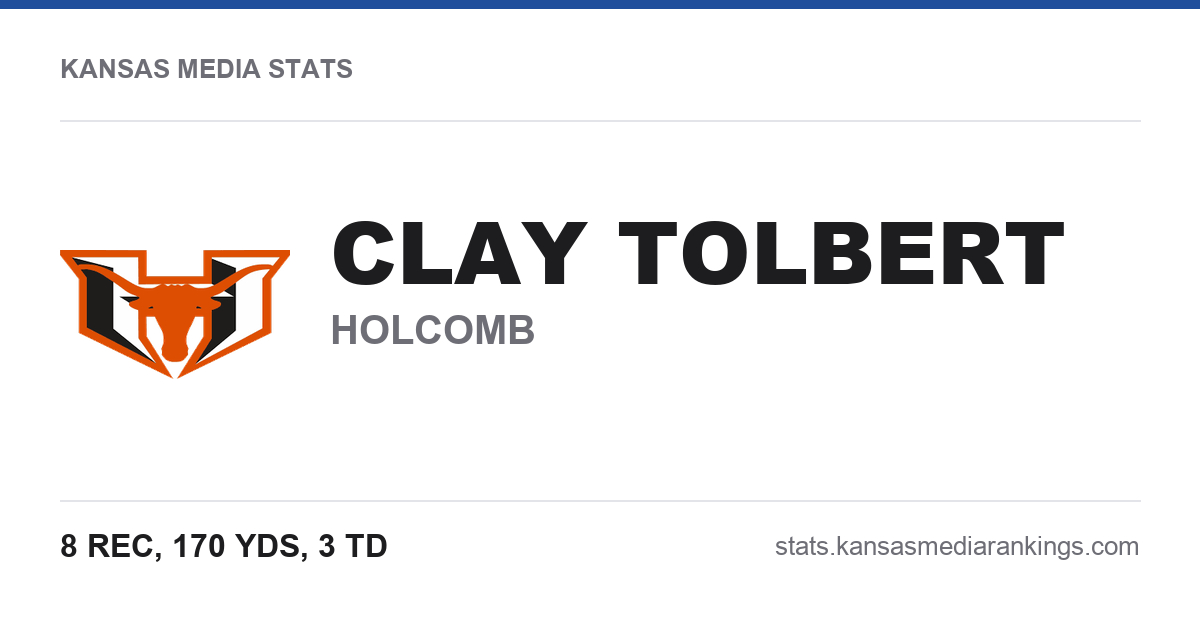 KANSAS MEDIA STATS
CLAY TOLBERT
HOLCOMB
8 REC, 170 YDS, 3 TD
stats.kansasmediarankings.com